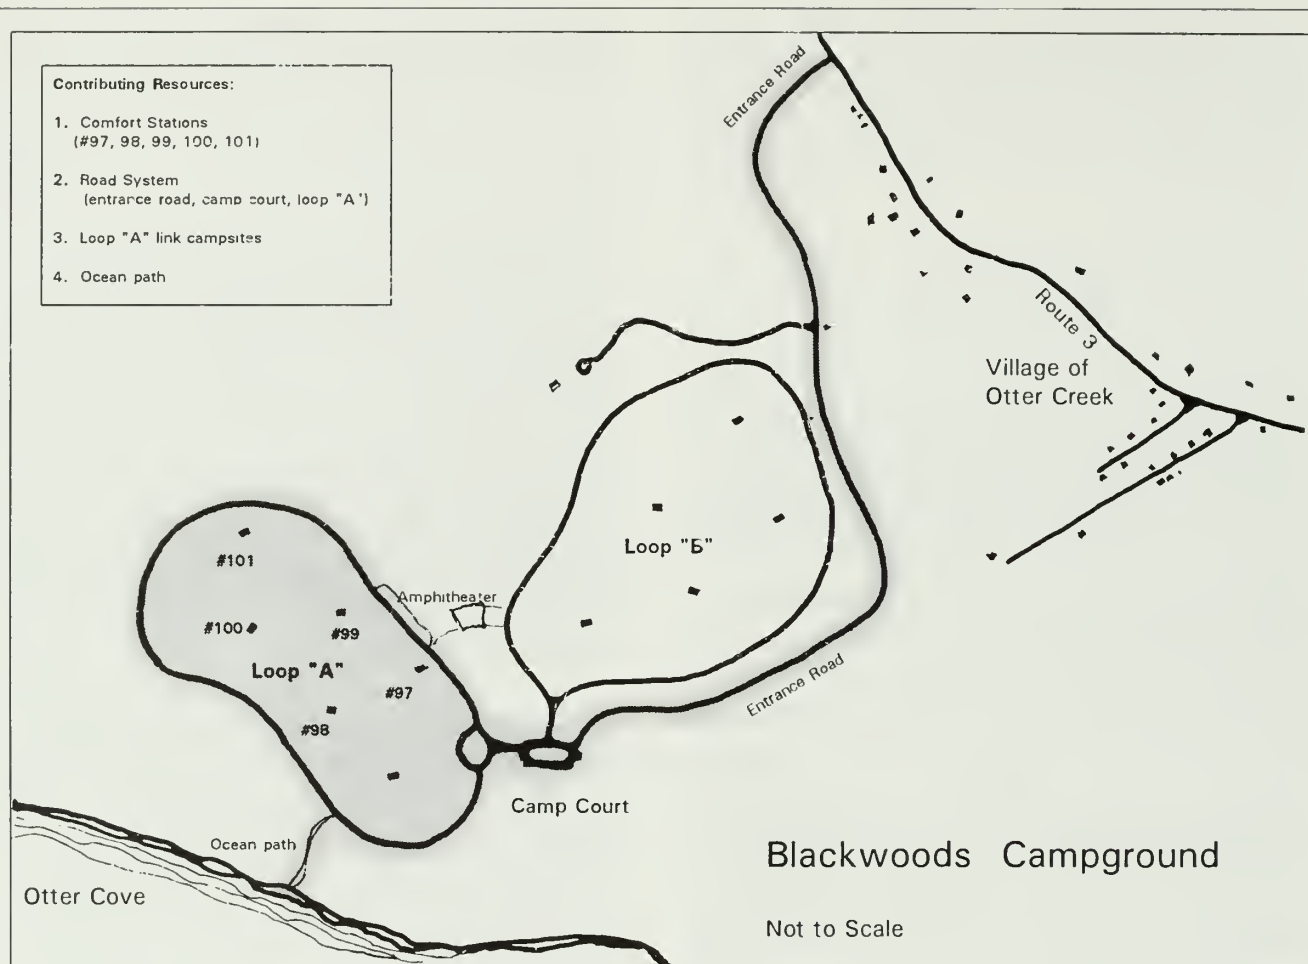 Contributing Resources:
1. Comfort Stations
(#97, 98, 99, 100, 101)
2. Road System
(entrance road, camp court, loop "A")
3. Loop "A" link campsites
4. Ocean path
Entrance Road
Route 3
Village of
Otter Creek
#101
Loop "B"
Amphitheater
#100
#99
Loop "A"
#97
Entrance Road
#98
Camp Court
Ocean path
Blackwoods Campground
Otter Cove
Not to Scale